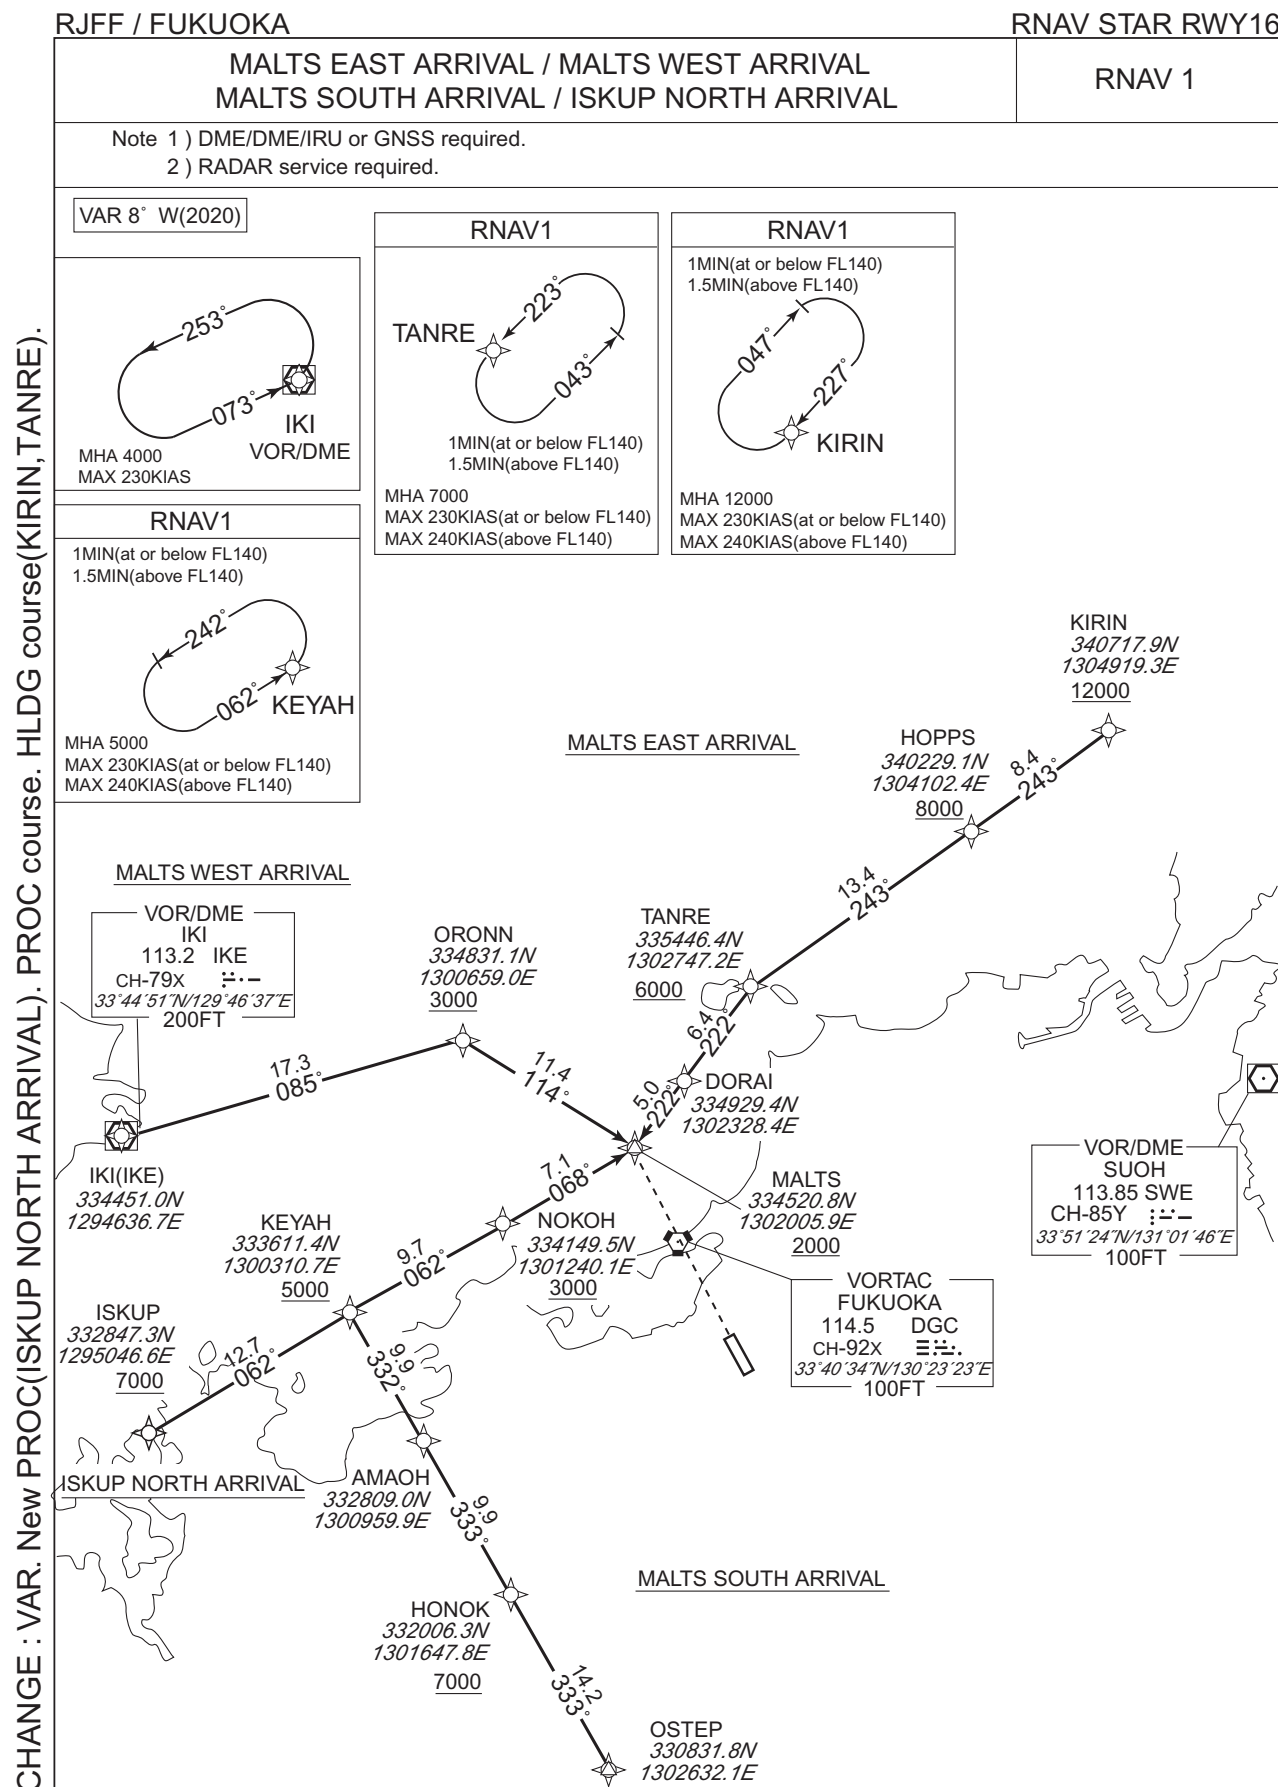 RJFF / FUKUOKA
RNAV STAR RWY16
MALTS EAST ARRIVAL / MALTS WEST ARRIVAL
MALTS SOUTH ARRIVAL / ISKUP NORTH ARRIVAL
RNAV 1
Note 1 ) DME/DME/IRU or GNSS required.
2 ) RADAR service required.
VAR 8° W(2020)
253°
073°
IKI
VOR/DME
MHA 4000
MAX 230KIAS
RNAV1
TANRE
223°
043°
1MIN(at or below FL140)
1.5MIN(above FL140)
MHA 7000
MAX 230KIAS(at or below FL140)
MAX 240KIAS(above FL140)
RNAV1
1MIN(at or below FL140)
1.5MIN(above FL140)
047°
227°
KIRIN
MHA 12000
MAX 230KIAS(at or below FL140)
MAX 240KIAS(above FL140)
RNAV1
1MIN(at or below FL140)
1.5MIN(above FL140)
242°
062°
KEYAH
MHA 5000
MAX 230KIAS(at or below FL140)
MAX 240KIAS(above FL140)
CHANGE : VAR. New PROC(ISKUP NORTH ARRIVAL). PROC course. HLDG course(KIRIN,TANRE).
MALTS EAST ARRIVAL
KIRIN
340717.9N
1304919.3E
12000
8.4
243°
HOPPS
340229.1N
1304102.4E
8000
13.4
243°
TANRE
335446.4N
1302747.2E
6000
6.4
222°
DORAI
334929.4N
1302328.4E
5.0
222°
MALTS WEST ARRIVAL
VOR/DME
IKI
113.2 IKE
CH-79X
33°44′51″N/129°46′37″E
200FT
ORONN
334831.1N
1300659.0E
3000
17.3
085°
11.4
114°
IKI(IKE)
334451.0N
1294636.7E
MALTS
334520.8N
1302005.9E
2000
7.1
068°
NOKOH
334149.5N
1301240.1E
3000
KEYAH
333611.4N
1300310.7E
5000
9.7
062°
ISKUP
332847.3N
1295046.6E
7000
12.7
062°
VOR/DME
SUOH
113.85 SWE
CH-85Y
33°51′24″N/131°01′46″E
100FT
VORTAC
FUKUOKA
114.5 DGC
CH-92X
33°40′34″N/130°23′23″E
100FT
9.9
332°
ISKUP NORTH ARRIVAL
AMAOH
332809.0N
1300959.9E
9.9
333°
MALTS SOUTH ARRIVAL
HONOK
332006.3N
1301647.8E
7000
14.2
333°
OSTEP
330831.8N
1302632.1E